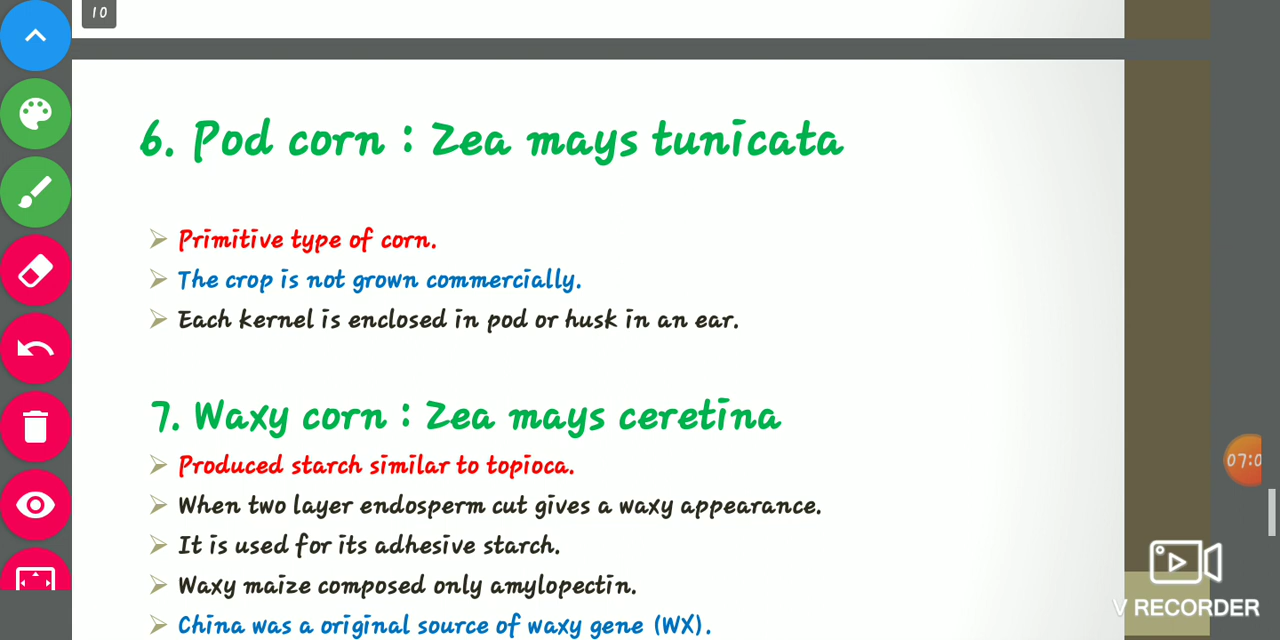 10
6. Pod corn : Zea mays tunicata
Primitive type of corn.
The crop is not grown commercially.
Each kernel is enclosed in pod or husk in an ear.
7. Waxy corn : Zea mays ceretina
Produced starch similar to topioca.
When two layer endosperm cut gives a waxy appearance.
It is used for its adhesive starch.
Waxy maize composed only amylopectin.
China was a original source of waxy gene (WX).
07:0
V RECORDER